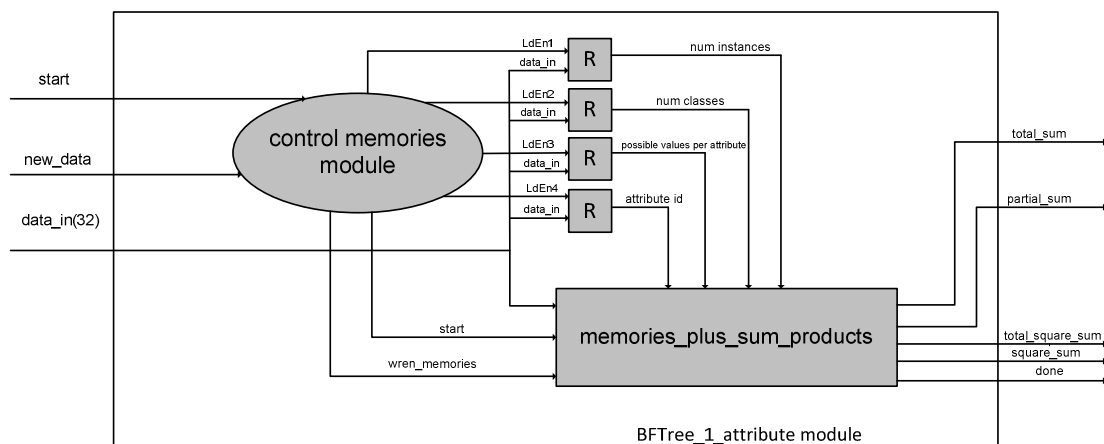 LdEn1
R
num instances
data_in
start
LdEn2
R
num classes
data_in
control memories
module
total_sum
LdEn3
R
possible values per attribute
new_data
data_in
LdEn4
R
attribute id
partial_sum
data_in(32)
data_in
start
memories_plus_sum_products
total_square_sum
square_sum
wren_memories
done
BFTree_1_attribute module